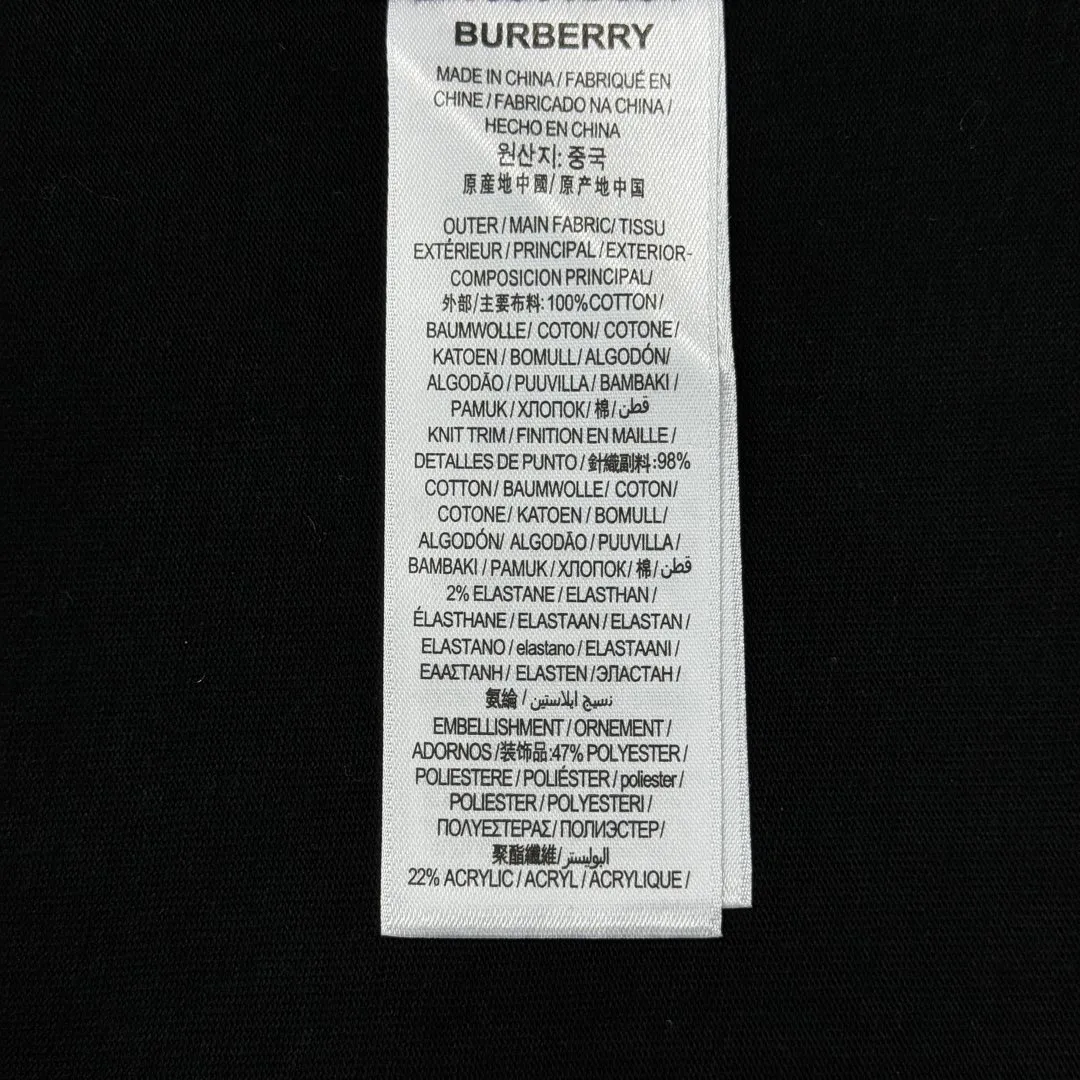 BURBERRY
MADE IN CHINA / FABRIQUÉ EN
CHINE / FABRICADO NA CHINA /
HECHO EN CHINA
원산지: 중국
原産地中國/ 原产地中国
OUTER / MAIN FABRIC/ TISSU
EXTÉRIEUR / PRINCIPAL / EXTERIOR-
COMPOSICION PRINCIPAL/
外部/主要布料: 100%COTTON /
BAUMWOLLE/ COTON/ COTONE /
KATOEN / BOMULL/ ALGODÓN/
ALGODÃO / PUUVILLA / BAMBAKI /
PAMUK / ХЛОПОК/ 棉/ قطن
KNIT TRIM / FINITION EN MAILLE /
DETALLES DE PUNTO / 針織副料:98%
COTTON/ BAUMWOLLE/ COTON/
COTONE/ KATOEN / BOMULL/
ALGODÓN/ ALGODÃO / PUUVILLA /
BAMBAKI / PAMUK / ХЛОПОК/ 棉/ قطن
2% ELASTANE / ELASTHAN /
ÉLASTHANE / ELASTAAN / ELASTAN /
ELASTANO / elastano / ELASTAANI /
ΕΑΑΣΤΑΝΗ / ELASTEN /ЭЛАСТАН /
氨綸 / نسيج ايلاستين
EMBELLISHMENT / ORNEMENT /
ADORNOS /装饰品:47% POLYESTER /
POLIESTERE / POLIÉSTER / poliester /
POLIESTER / POLYESTERI /
ΠΟΛΥΕΣΤΕΡΑΣ/ ПОЛИЭСТЕР/
聚酯纖維/ البوليستر
22% ACRYLIC / ACRYL / ACRYLIQUE /